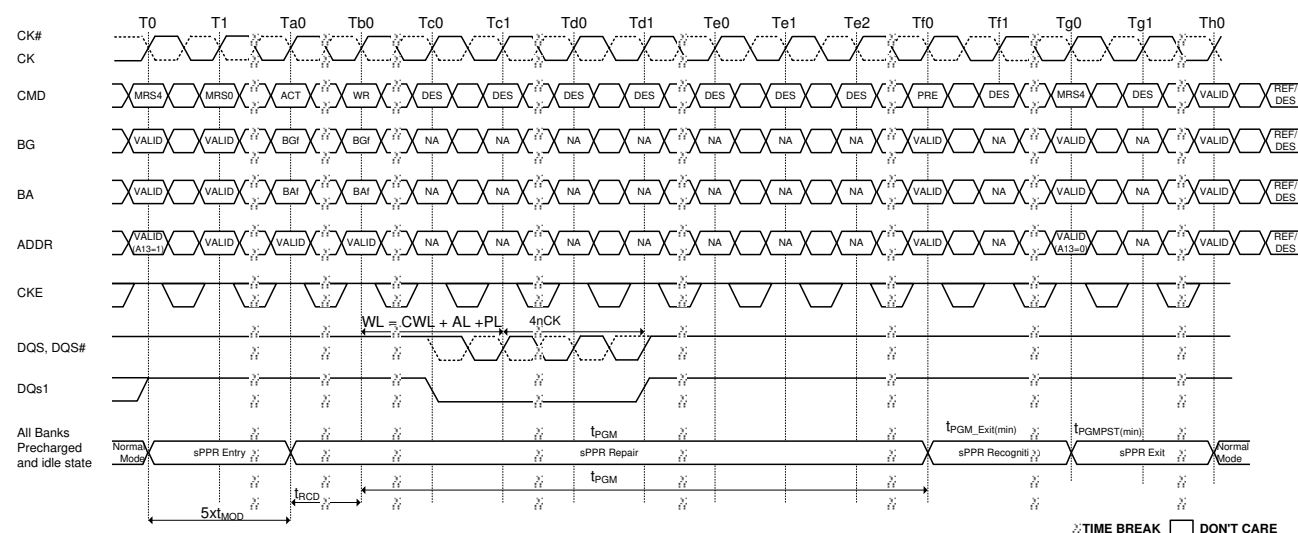 T0 T1 Ta0 Tb0 Tc0 Tc1 Td0 Td1 Te0 Te1 Te2 Tf0 Tf1 Tg0 Tg1 Th0
CK#
CK
CMD MRS4 MRS0 ACT WR DES DES DES DES DES DES DES PRE DES MRS4 DES VALID REF/ DES
BG VALID VALID BGf BGf NA NA NA NA NA NA NA VALID NA VALID NA VALID REF/ DES
BA VALID VALID BAf BAf NA NA NA NA NA NA NA VALID NA VALID NA VALID REF/ DES
ADDR VALID (A13=1) VALID VALID VALID NA NA NA NA NA NA NA VALID NA VALID (A13=0) NA VALID REF/ DES
CKE
WL = CWL + AL +PL 4nCK
DQS, DQS#
DQs1
All Banks
Precharged
and idle state
tPGM tPGM_Exit(min) tPGMPST(min)
Normal Mode sPPR Entry sPPR Repair sPPR Recogniti sPPR Exit Normal Mode
tRCD tPGM
5xtMOD
TIME BREAK DON'T CARE